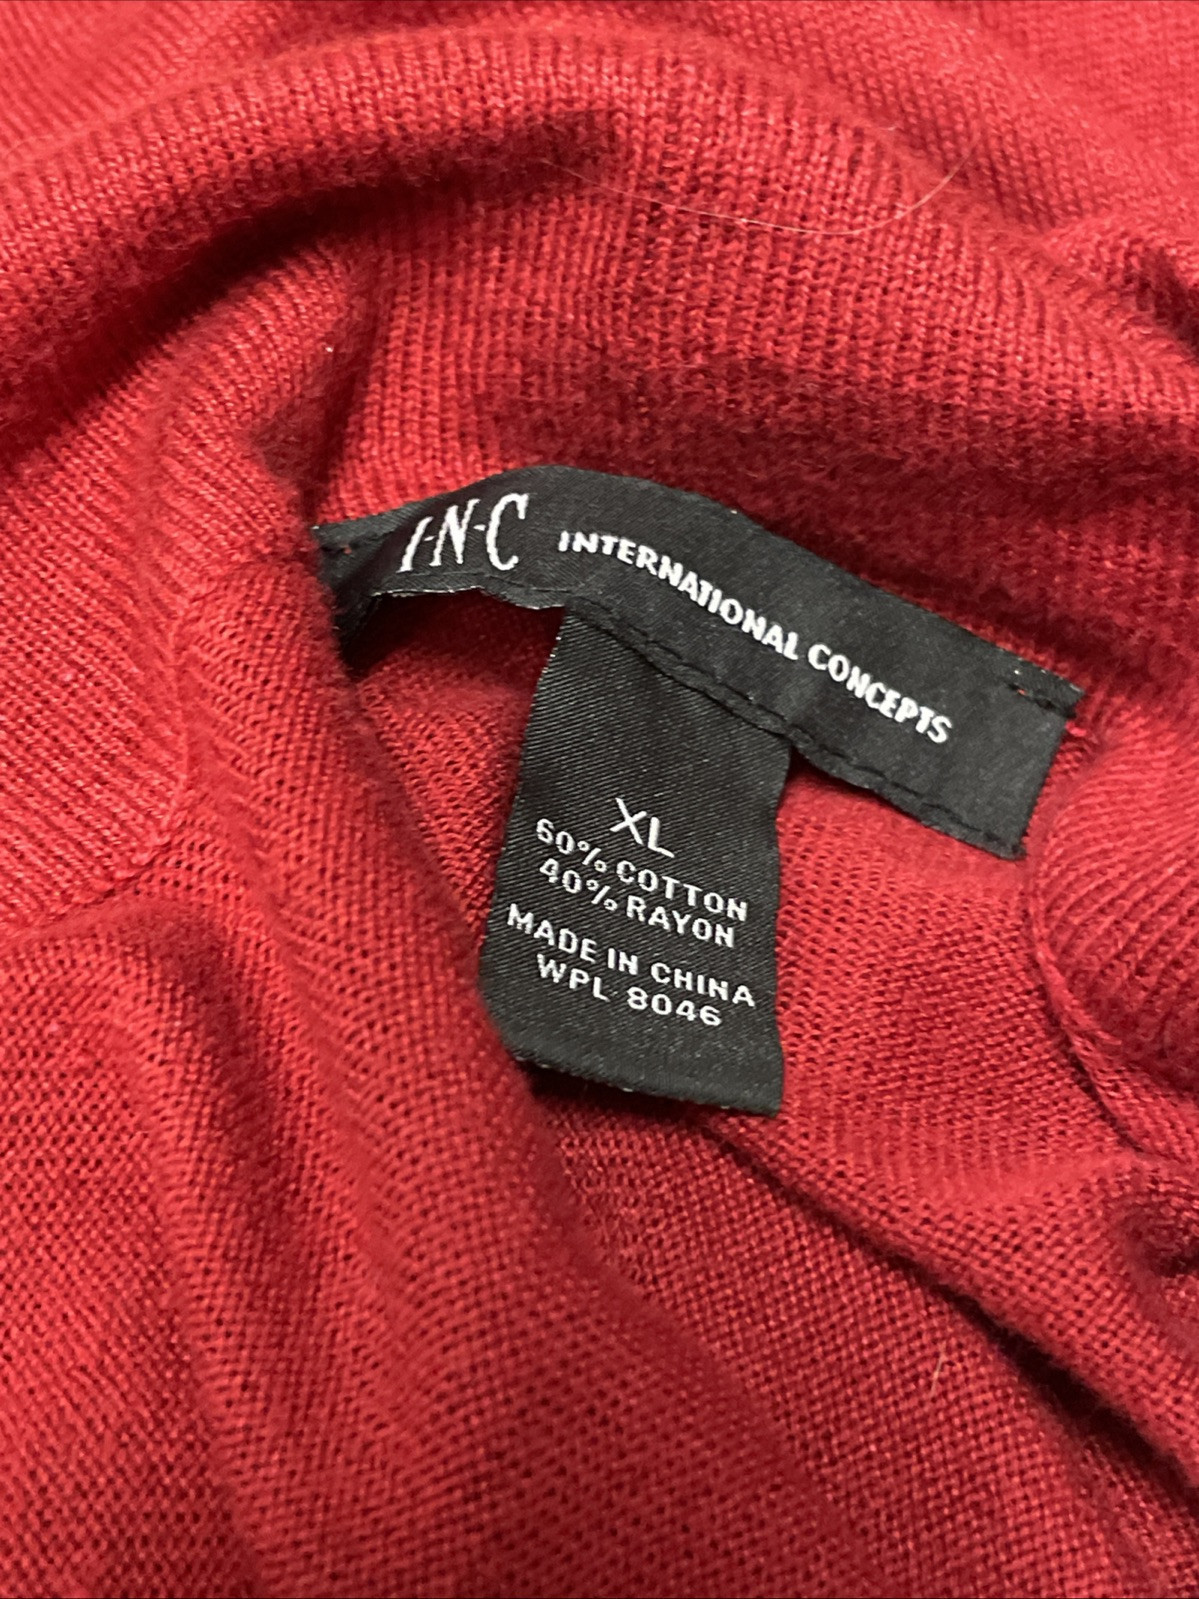 I-N-C INTERNATIONAL CONCEPTS
XL
60% COTTON
40% RAYON
MADE IN CHINA
WPL 8046